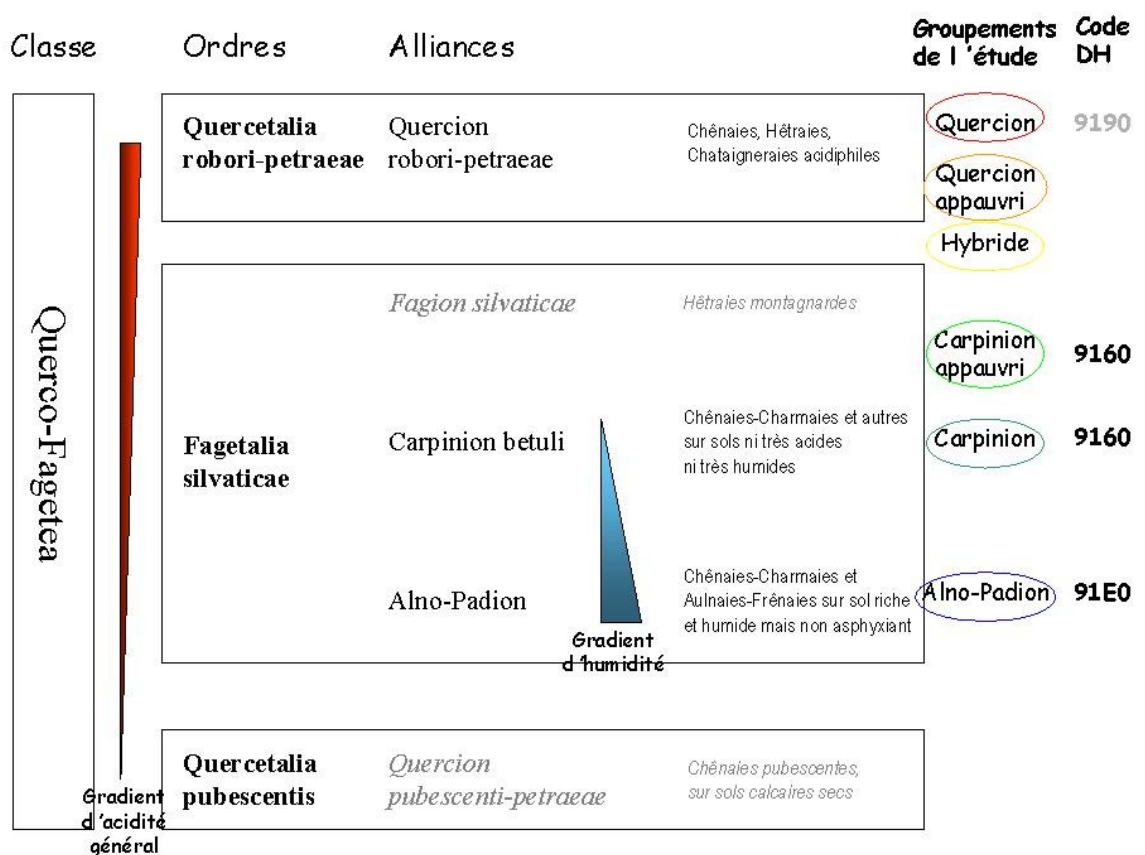 Classe
Ordres
Alliances
Groupements
de l 'étude
Code
DH
Querco-Fagetea
Quercetalia
robori-petraeae
Quercion
robori-petraeae
Chênaies, Hêtraies,
Chataigneraies acidiphiles
Quercion
9190
Quercion
appauvri
Hybride
Fagion silvaticae
Hêtraies montagnardes
Carpinion
appauvri
9160
Fagetalia
silvaticae
Carpinion betuli
Chênaies-Charmaies et autres
sur sols ni très acides
ni très humides
Carpinion
9160
Alno-Padion
Chênaies-Charmaies et
Aulnaies-Frênaies sur sol riche
et humide mais non asphyxiant
Alno-Padion
91E0
Gradient
d 'humidité
Quercetalia
pubescentis
Quercion
pubescenti-petraeae
Chênaies pubescentes,
sur sols calcaires secs
Gradient
d 'acidité
général